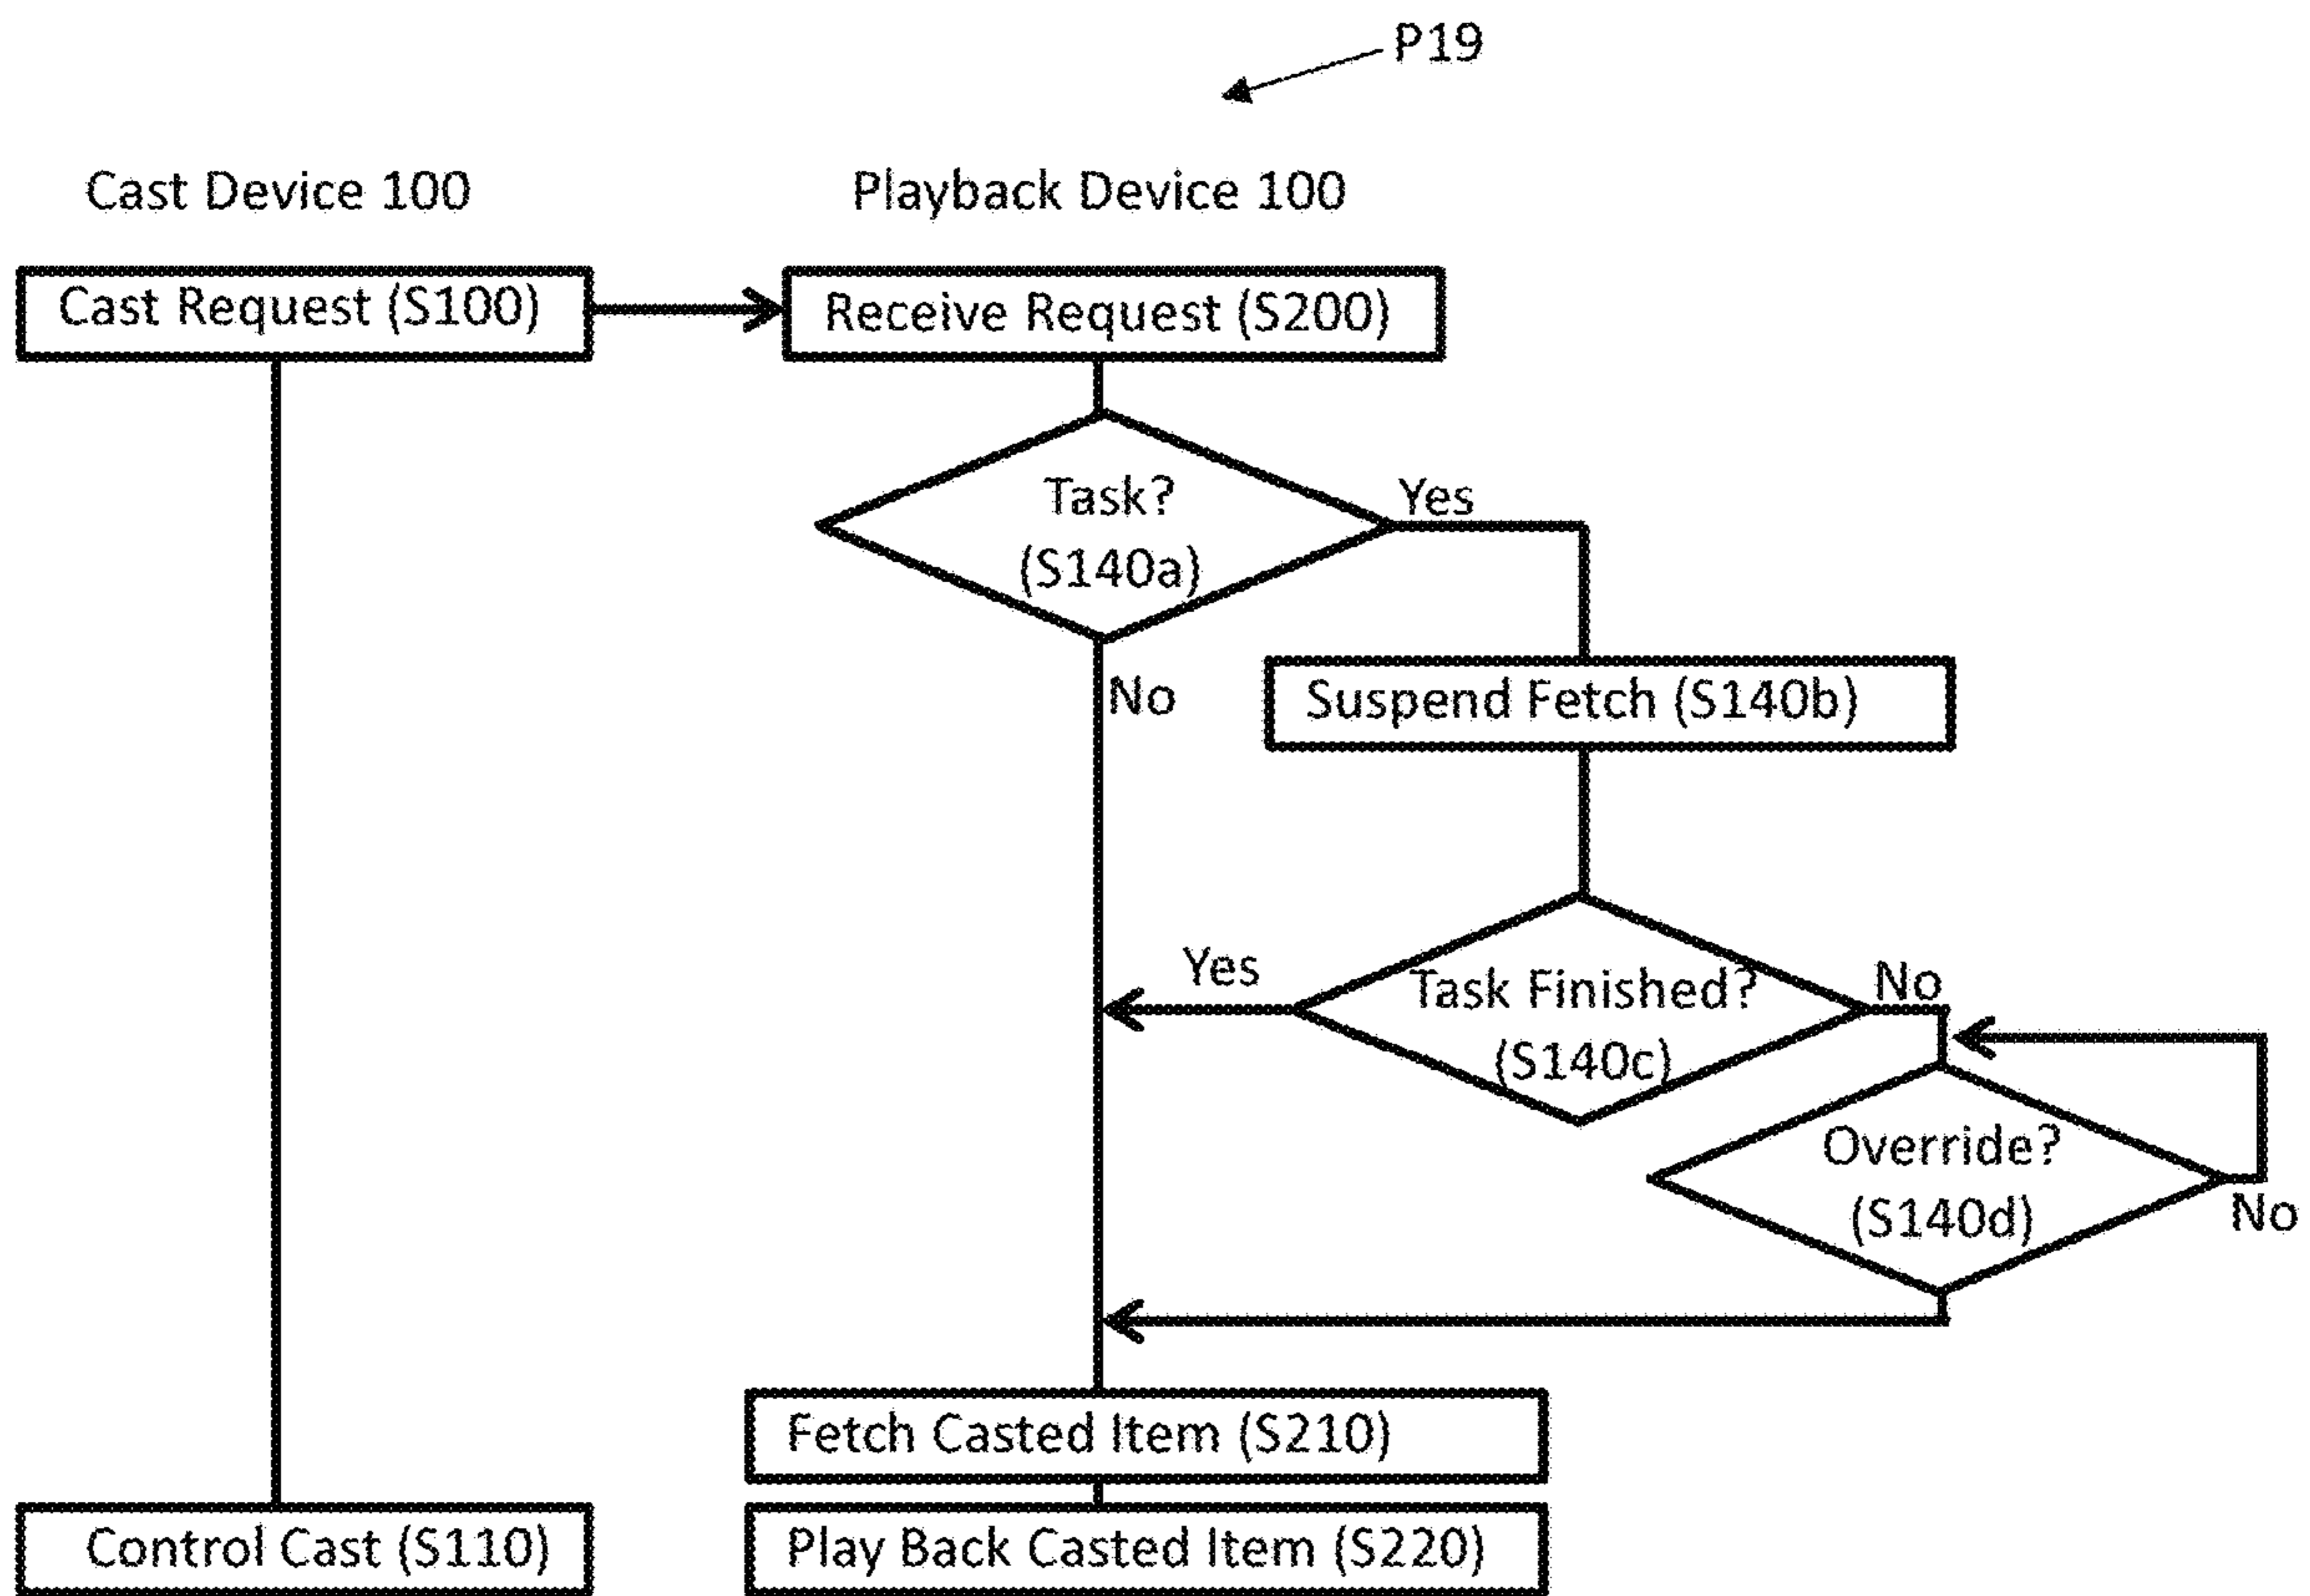 P19
Cast Device 100
Playback Device 100
Cast Request (S100)
Receive Request (S200)
Task?
(S140a)
Yes
No
Suspend Fetch (S140b)
Yes
Task Finished?
(S140c)
No
Override?
(S140d)
No
Fetch Casted Item (S210)
Control Cast (S110)
Play Back Casted Item (S220)